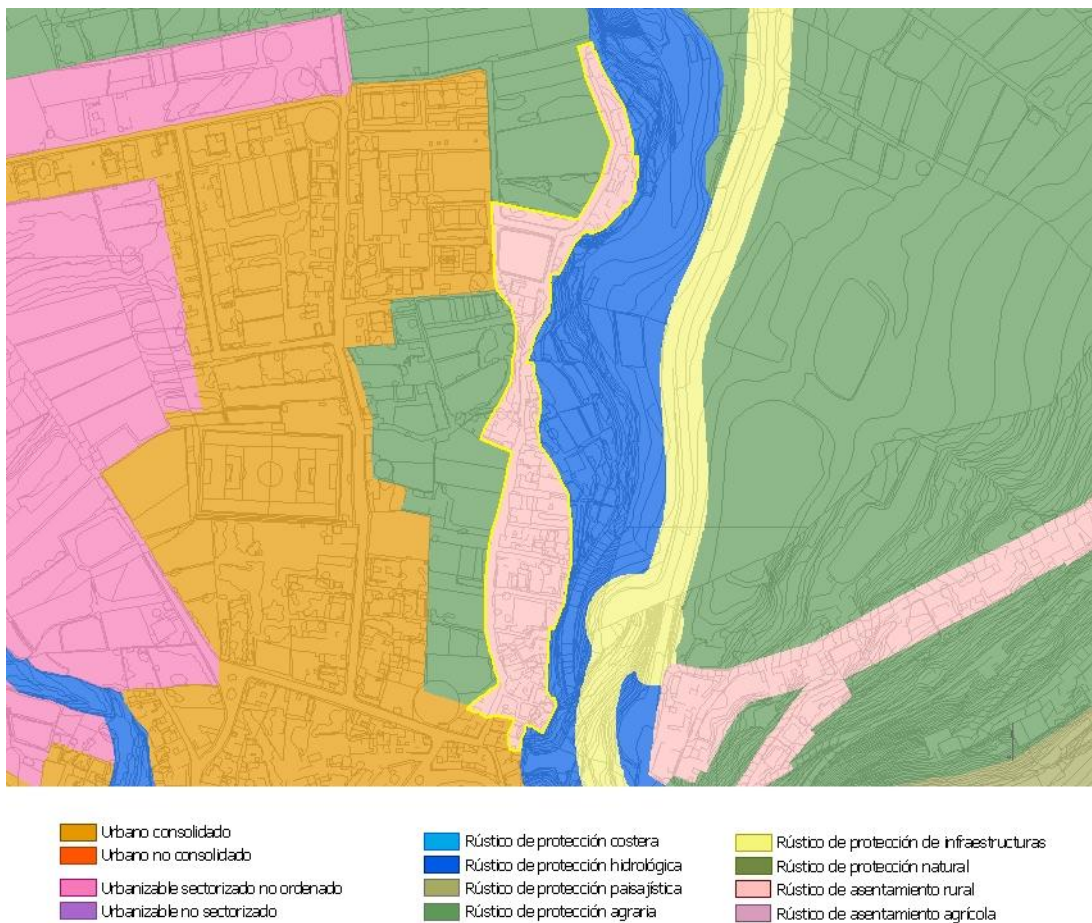 Urbano consolidado
Urbano no consolidado
Urbanizable sectorizado no ordenado
Urbanizable no sectorizado
Rústico de protección costera
Rústico de protección hidrológica
Rústico de protección paisajística
Rústico de protección agraria
Rústico de protección de infraestructuras
Rústico de protección natural
Rústico de asentamiento rural
Rústico de asentamiento agrícola